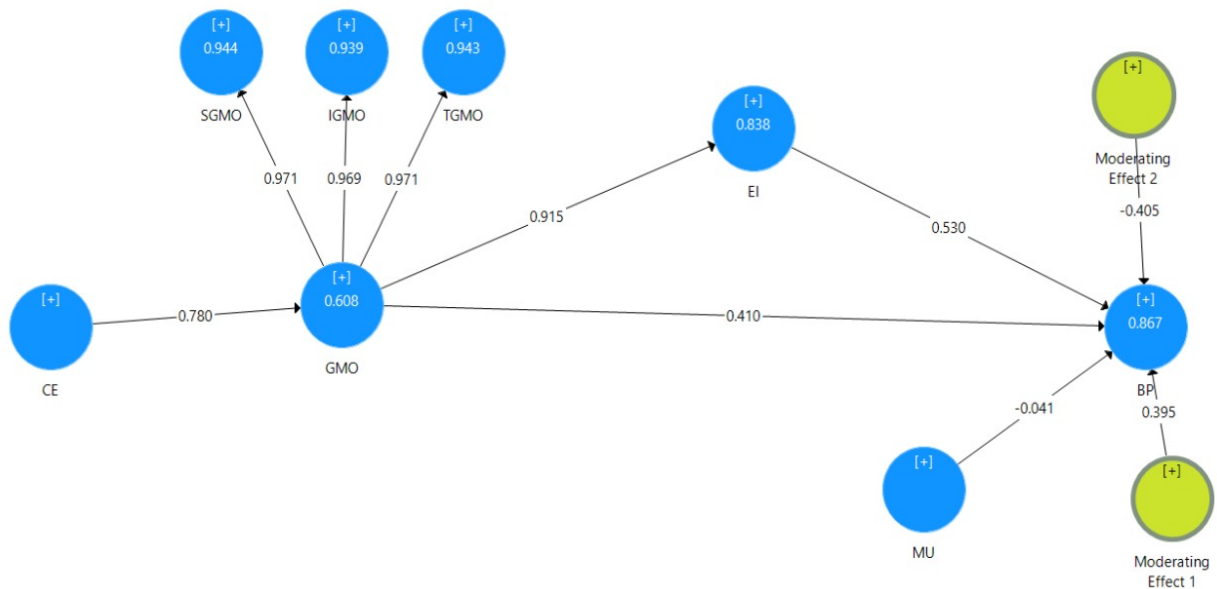 [+]
0.944
SGMO
[+]
0.939
IGMO
[+]
0.943
TGMO
0.971
0.969
0.971
[+]
0.838
EI
[+]
Moderating
Effect 2
-0.405
0.915
0.530
[+]
CE
0.780
[+]
0.608
GMO
0.410
[+]
0.867
BP
-0.041
0.395
[+]
MU
[+]
Moderating
Effect 1